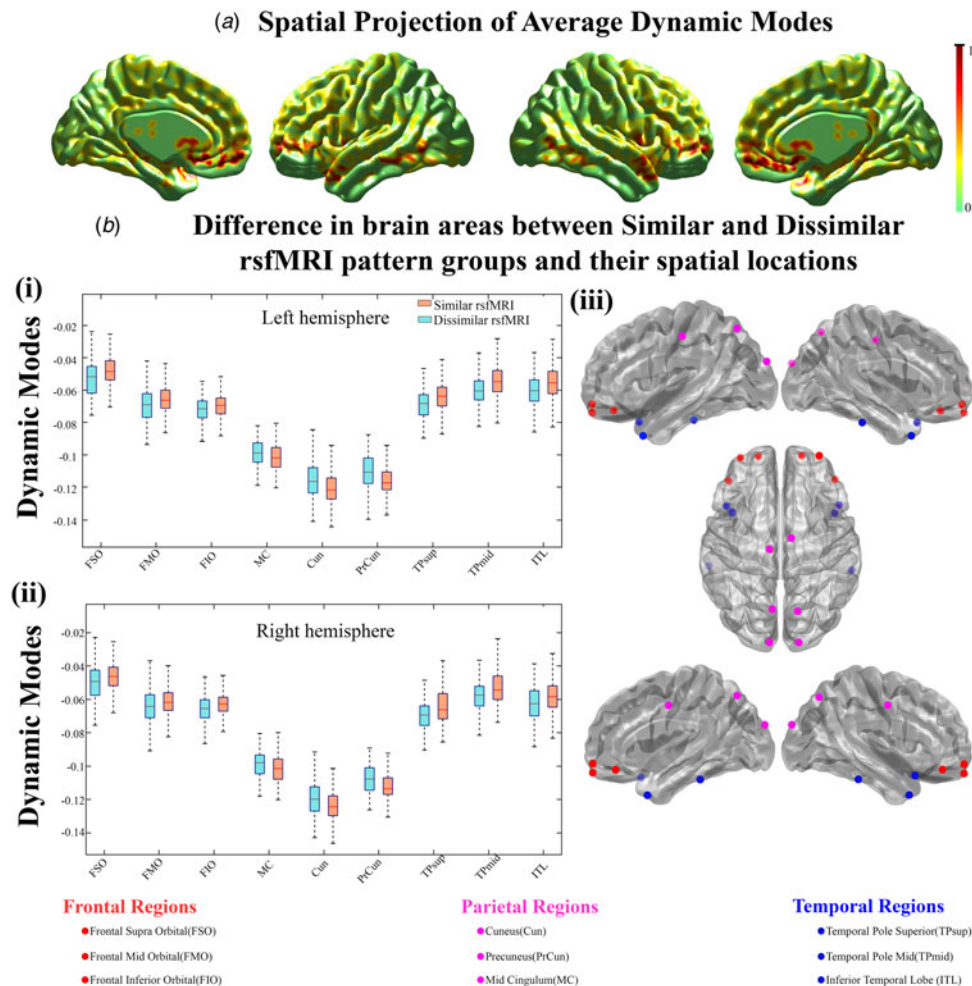 (a) Spatial Projection of Average Dynamic Modes
1
0
(b) Difference in brain areas between Similar and Dissimilar
rsfMRI pattern groups and their spatial locations
(i)
Left hemisphere
Similar rsfMRI
Dissimilar rsfMRI
Dynamic Modes
-0.02
-0.04
-0.06
-0.08
-0.1
-0.12
-0.14
FSO
FMO
FIO
MC
Cun
PrCun
TPsup
TPmid
ITL
(ii)
Right hemisphere
Dynamic Modes
-0.02
-0.04
-0.06
-0.08
-0.1
-0.12
-0.14
FSO
FMO
FIO
MC
Cun
PrCun
TPsup
TPmid
ITL
(iii)
Frontal Regions
Frontal Supra Orbital(FSO)
Frontal Mid Orbital(FMO)
Frontal Inferior Orbital(FIO)
Parietal Regions
Cuneus(Cun)
Precuneus(PrCun)
Mid Cingulum(MC)
Temporal Regions
Temporal Pole Superior(TPsup)
Temporal Pole Mid(TPmid)
Inferior Temporal Lobe (ITL)